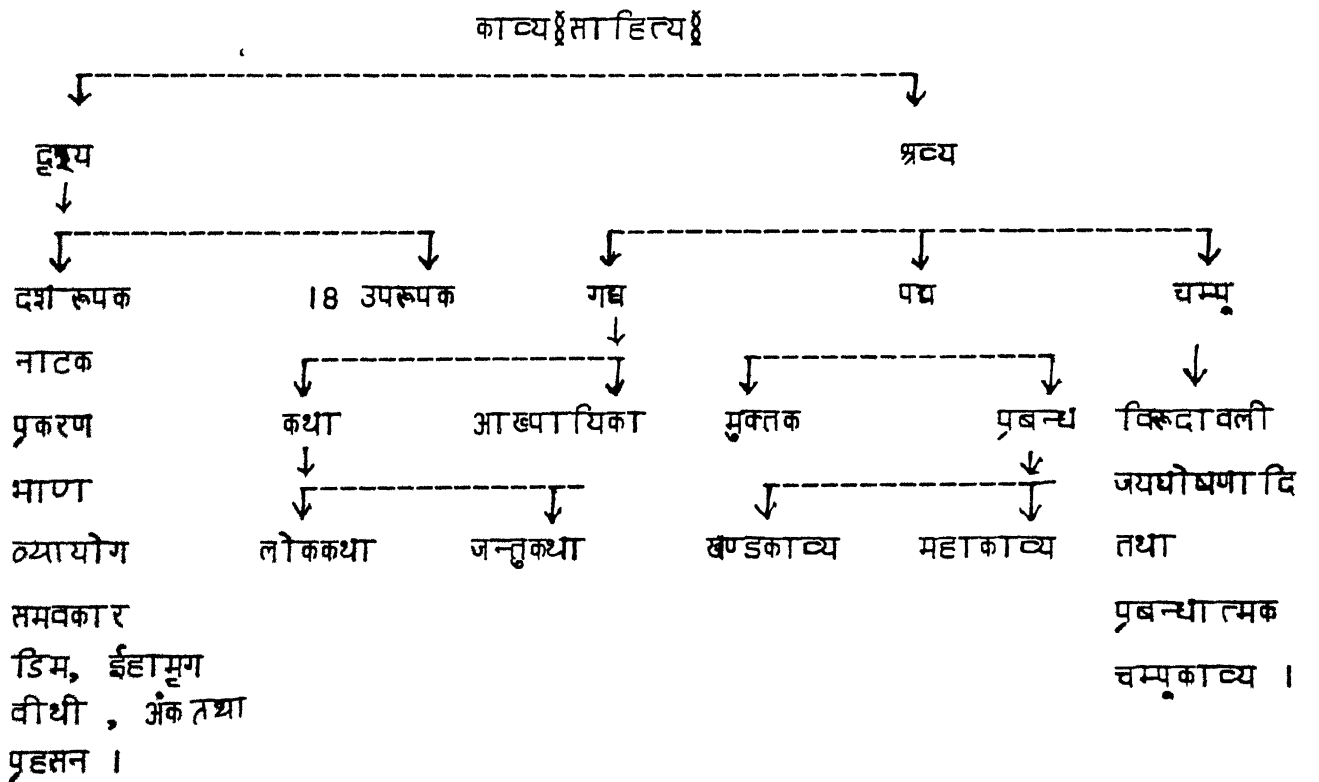 काव्य(साहित्य)
दृश्य श्रव्य
दश रूपक 18 उपरूपक गद्य पद्य चम्पू
नाटक
प्रकरण कथा आख्यायिका मुक्तक प्रबन्ध विरूदावली
भाण जयघोषणादि
व्यायोग लोककथा जन्तुकथा खण्डकाव्य महाकाव्य तथा
समवकार प्रबन्धात्मक
डिम, ईहामृग चम्पूकाव्य ।
वीथी , अंक तथा
प्रहसन ।